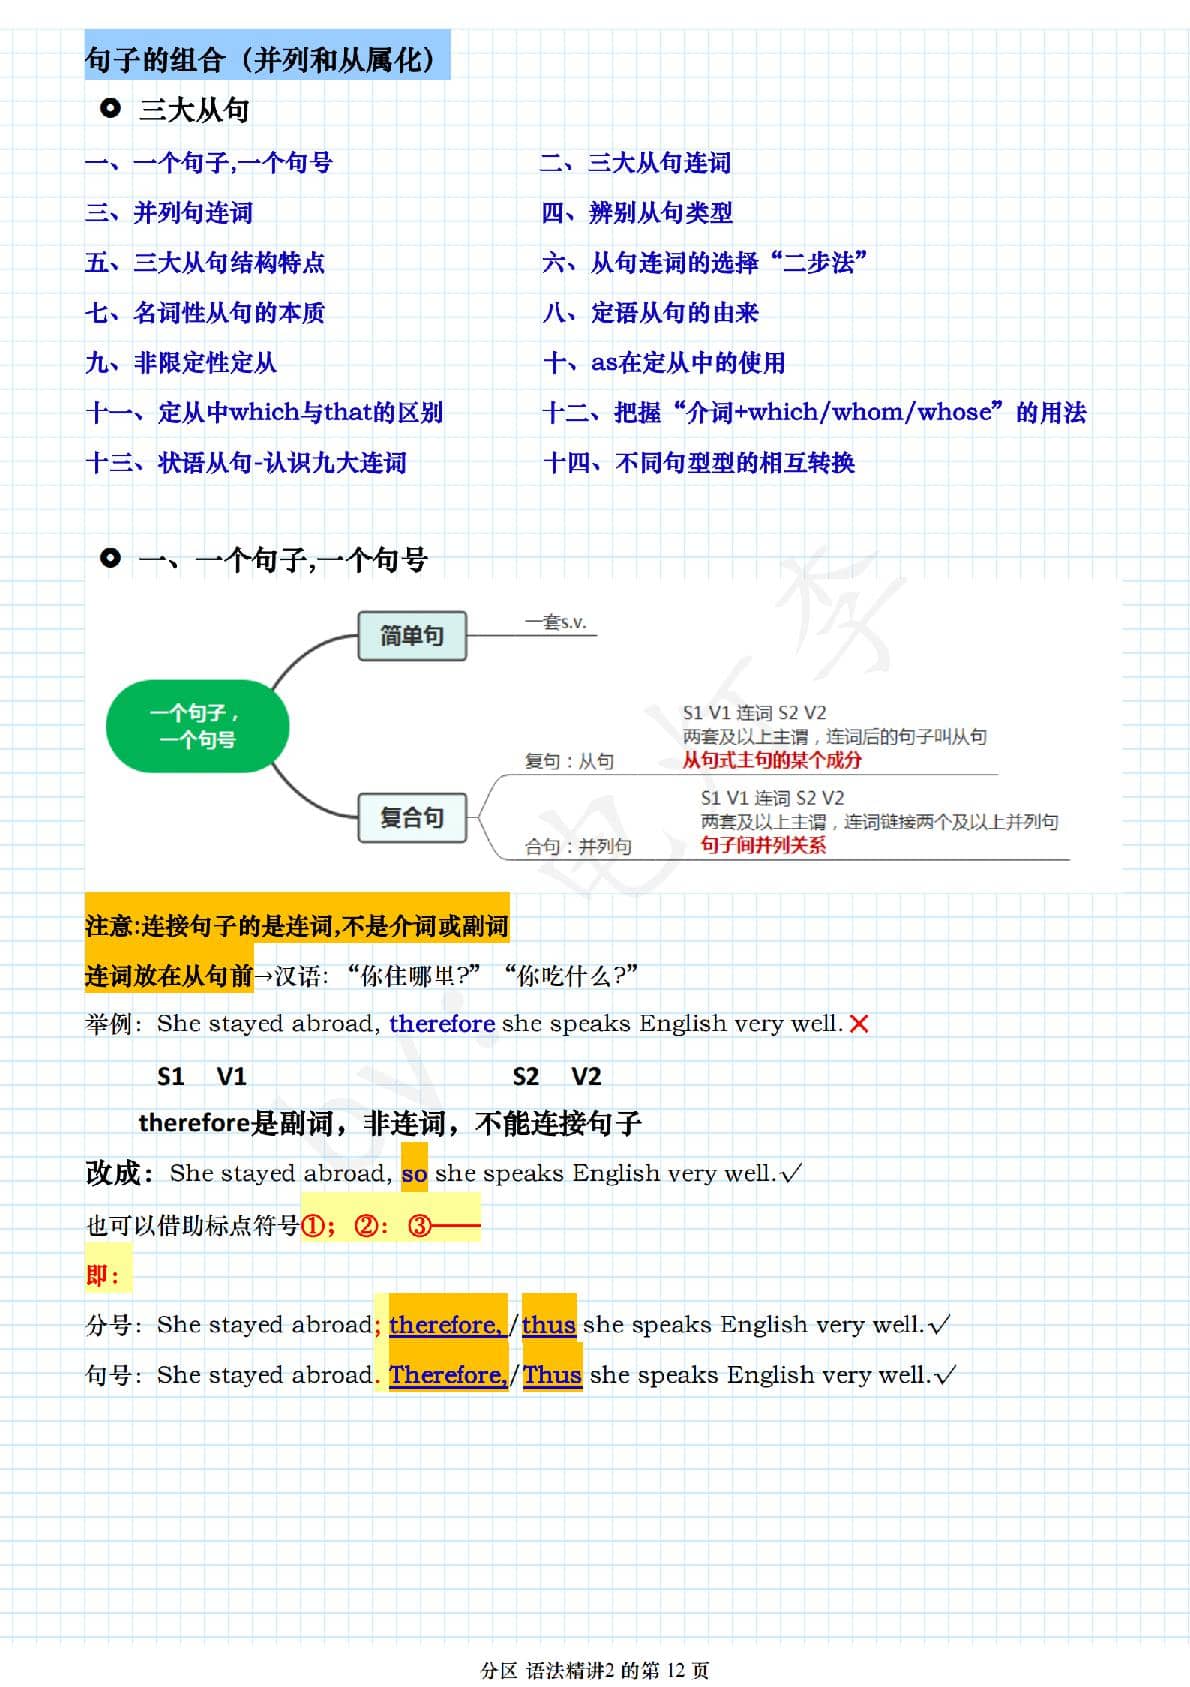 句子的组合（并列和从属化）
三大从句
一、一个句子,一个句号 二、三大从句连词
三、并列句连词 四、辨别从句类型
五、三大从句结构特点 六、从句连词的选择“二步法”
七、名词性从句的本质 八、定语从句的由来
九、非限定性定从 十、as在定从中的使用
十一、定从中which与that的区别 十二、把握“介词+which/whom/whose”的用法
十三、状语从句-认识九大连词 十四、不同句型型的相互转换
一、一个句子,一个句号
一个句子，
一个句号
简单句
一套s.v.
复合句
复句：从句
S1 V1 连词 S2 V2
两套及以上主谓，连词后的句子叫从句
从句式主句的某个成分
合句：并列句
S1 V1 连词 S2 V2
两套及以上主谓，连词链接两个及以上并列句
句子间并列关系
注意:连接句子的是连词,不是介词或副词
连词放在从句前→汉语:“你住哪里?”“你吃什么?”
举例：She stayed abroad, therefore she speaks English very well.❌
S1 V1 S2 V2
therefore是副词，非连词，不能连接句子
改成：She stayed abroad, so she speaks English very well.✓
也可以借助标点符号①；②：③——
即：
分号：She stayed abroad; therefore, /thus she speaks English very well.✓
句号：She stayed abroad. Therefore,/Thus she speaks English very well.✓
by:电灯李
分区 语法精讲2 的第 12 页